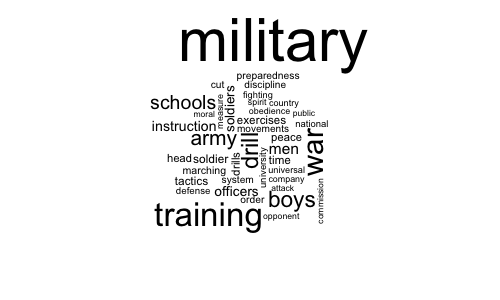 military
preparedness
cut
discipline
measure
soldiers
fighting
schools
spirit
country
moral
obedience
public
instruction
exercises
national
movements
army
drill
peace
war
men
head
soldier
drills
university
time
marching
universal
tactics
system
company
defense
officers
attack
order
boys
commission
training
opponent